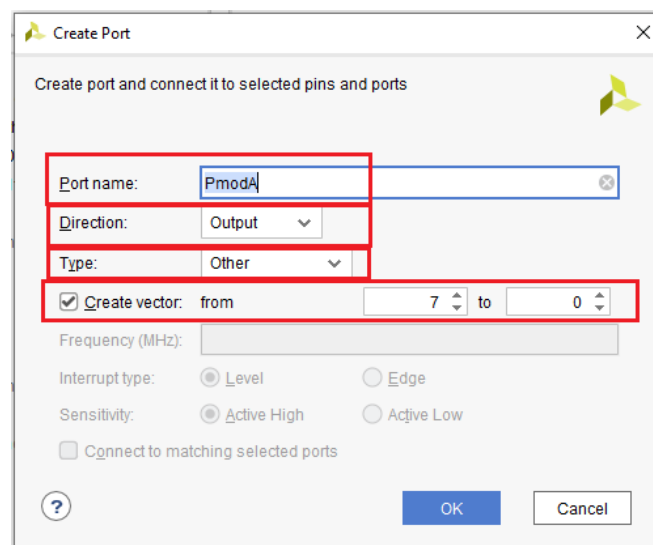 Create Port
Create port and connect it to selected pins and ports
Port name: PmodA
Direction: Output
Type: Other
Create vector: from 7 to 0
Frequency (MHz):
Interrupt type: Level Edge
Sensitivity: Active High Active Low
Connect to matching selected ports
? OK Cancel